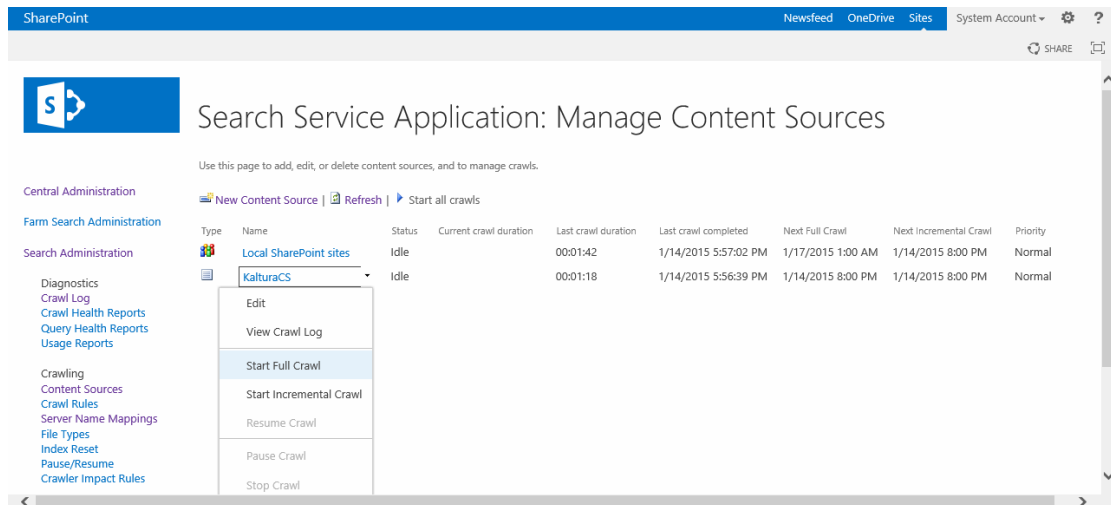 SharePoint Newsfeed OneDrive Sites System Account ?
SHARE
S
Search Service Application: Manage Content Sources
Use this page to add, edit, or delete content sources, and to manage crawls.
Central Administration
Farm Search Administration
Search Administration
Diagnostics
Crawl Log
Crawl Health Reports
Query Health Reports
Usage Reports
Crawling
Content Sources
Crawl Rules
Server Name Mappings
File Types
Index Reset
Pause/Resume
Crawler Impact Rules
New Content Source | Refresh | Start all crawls
Type Name Status Current crawl duration Last crawl duration Last crawl completed Next Full Crawl Next Incremental Crawl Priority
Local SharePoint sites Idle 00:01:42 1/14/2015 5:57:02 PM 1/17/2015 1:00 AM 1/14/2015 8:00 PM Normal
KalturaCS Idle 00:01:18 1/14/2015 5:56:39 PM 1/14/2015 8:00 PM 1/14/2015 8:00 PM Normal
Edit
View Crawl Log
Start Full Crawl
Start Incremental Crawl
Resume Crawl
Pause Crawl
Stop Crawl